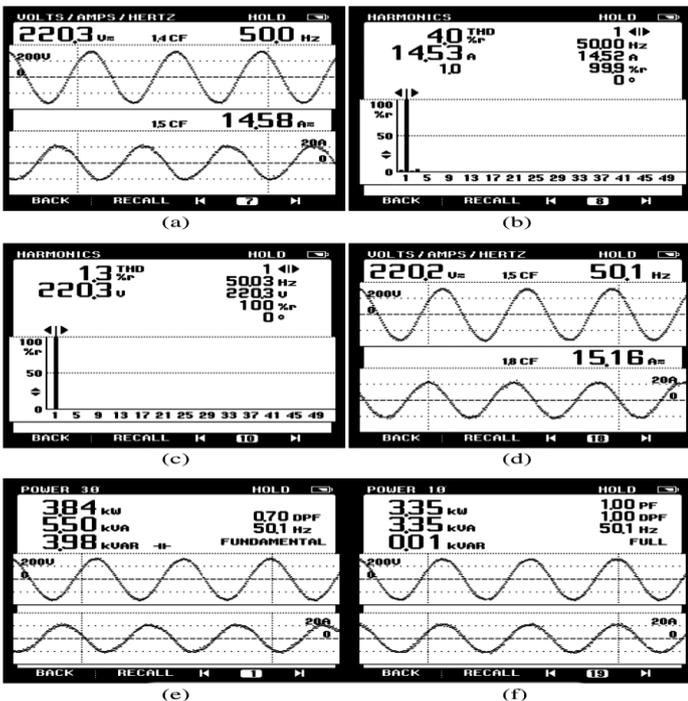 VOLTS/AMPS/HERTZ HOLD
220.3 V≂ 1.4 CF 50.0 Hz
200V
0
1.5 CF 14.58 A≂
20A
0
BACK RECALL 7
(a)
HARMONICS HOLD
4.0 THD %r 1
50.00 Hz
14.53 A 14.52 A
1.0 99.9 %r
0°
100
%r
50
0
1 5 9 13 17 21 25 29 33 37 41 45 49
BACK RECALL 8
(b)
HARMONICS HOLD
1.3 THD %r 1
50.03 Hz
220.3 V 220.3 V
100 %r
0°
100
%r
50
0
1 5 9 13 17 21 25 29 33 37 41 45 49
BACK RECALL 10
(c)
VOLTS/AMPS/HERTZ HOLD
220.2 V≂ 1.5 CF 50.1 Hz
200V
0
1.8 CF 15.16 A≂
20A
0
BACK RECALL 18
(d)
POWER 3Ø HOLD
3.84 kW
5.50 kVA 0.70 DPF
50.1 Hz
3.98 kVAR FUNDAMENTAL
200V
0
20A
0
BACK RECALL 1
(e)
POWER 1Ø HOLD
3.35 kW 1.00 PF
1.00 DPF
3.35 kVA 50.1 Hz
0.01 kVAR FULL
200V
0
20A
0
BACK RECALL 19
(f)